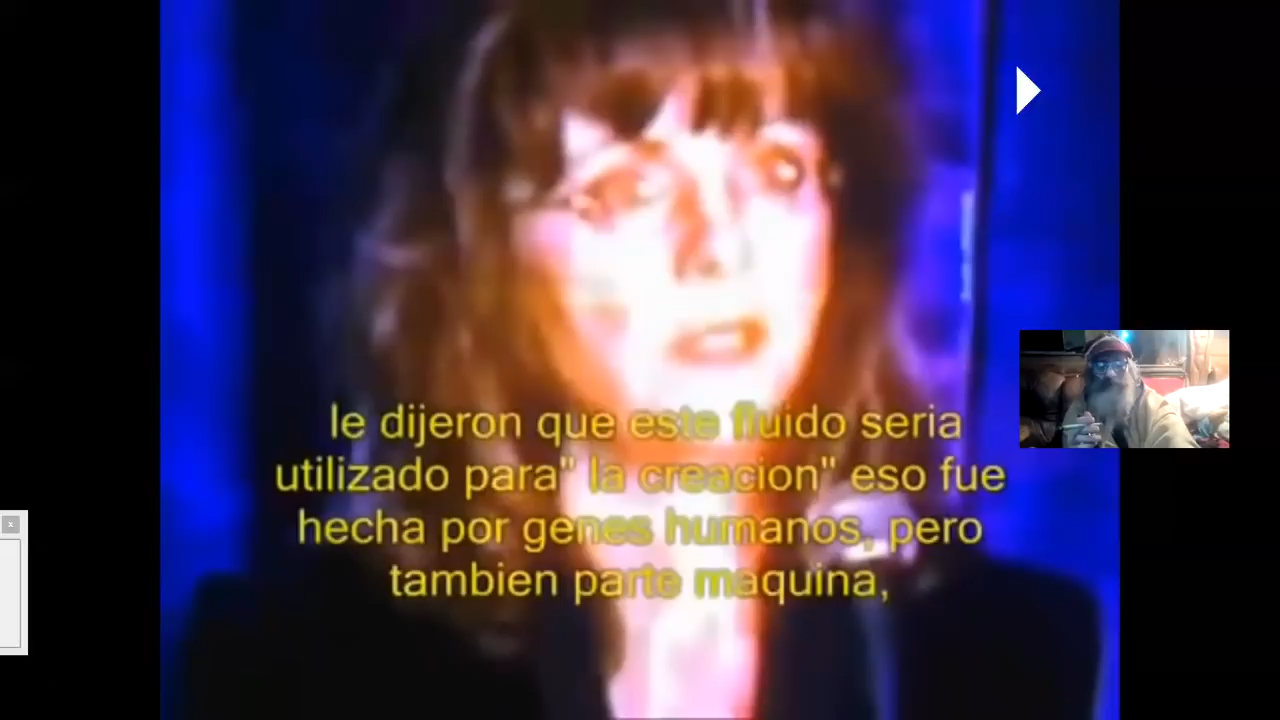 le dijeron que este fluido seria
utilizado para" la creacion" eso fue
hecha por genes humanos, pero
tambien parte maquina,
x